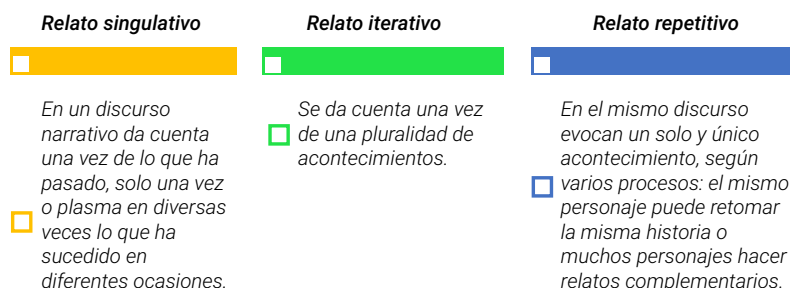 Relato singulativo
En un discurso
narrativo da cuenta
una vez de lo que ha
pasado, solo una vez
o plasma en diversas
veces lo que ha
sucedido en
diferentes ocasiones.
Relato iterativo
Se da cuenta una vez
de una pluralidad de
acontecimientos.
Relato repetitivo
En el mismo discurso
evocan un solo y único
acontecimiento, según
varios procesos: el mismo
personaje puede retomar
la misma historia o
muchos personajes hacer
relatos complementarios.